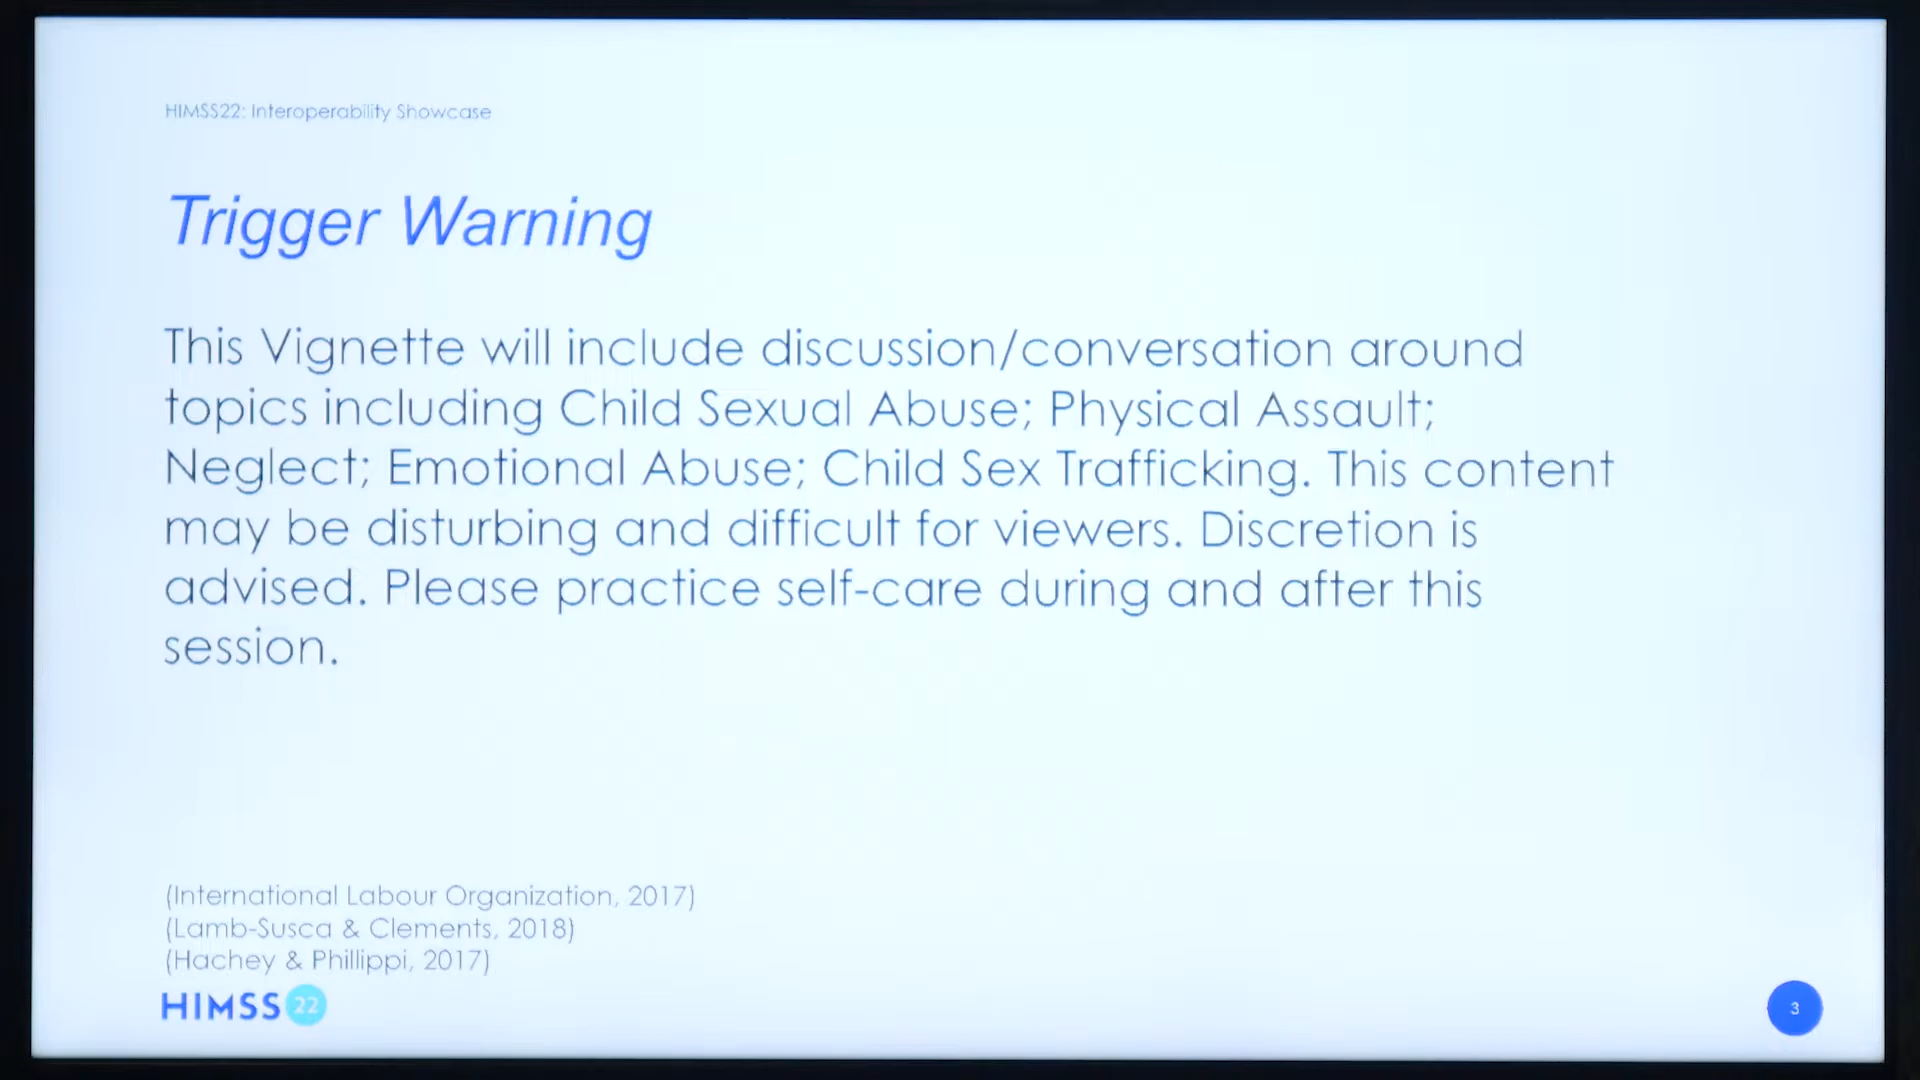 HIMSS22: Interoperability Showcase
Trigger Warning
This Vignette will include discussion/conversation around
topics including Child Sexual Abuse; Physical Assault;
Neglect; Emotional Abuse; Child Sex Trafficking. This content
may be disturbing and difficult for viewers. Discretion is
advised. Please practice self-care during and after this
session.
(International Labour Organization, 2017)
(Lamb-Susca & Clements, 2018)
(Hachey & Phillippi, 2017)
HIMSS 22
3